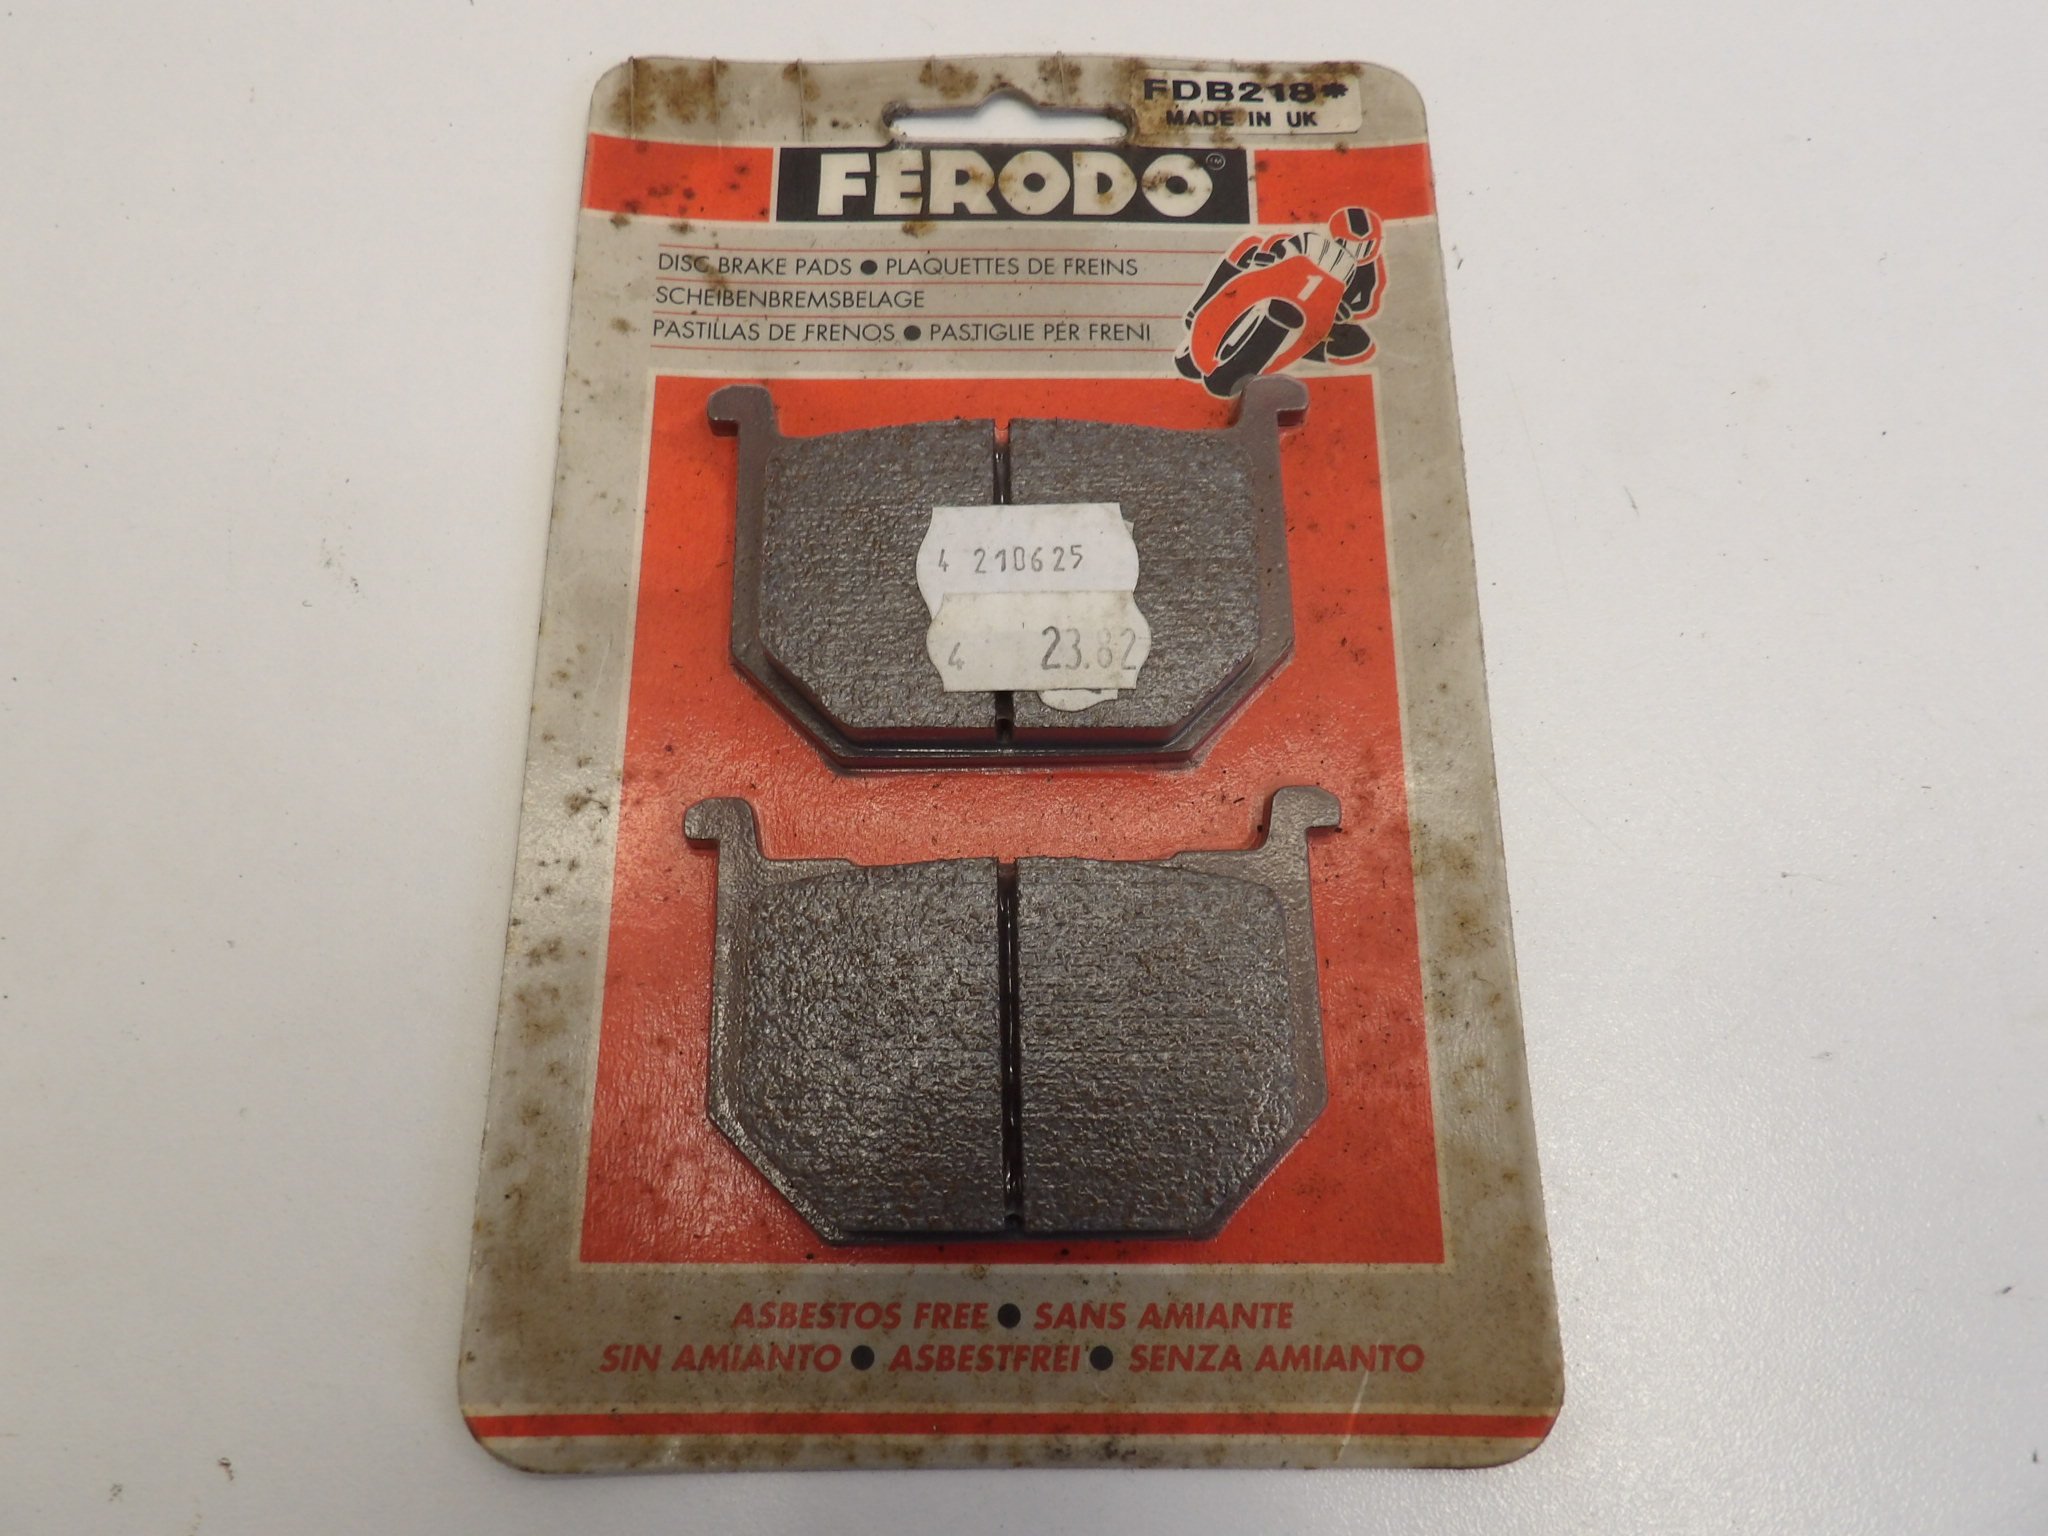 FDB218*
MADE IN UK
FERODO
DISC BRAKE PADS ● PLAQUETTES DE FREINS
SCHEIBENBREMSBELAGE
PASTILLAS DE FRENOS ● PASTIGLIE PER FRENI
1
4 210625
4 23.82
ASBESTOS FREE ● SANS AMIANTE
SIN AMIANTO ● ASBESTFREI ● SENZA AMIANTO